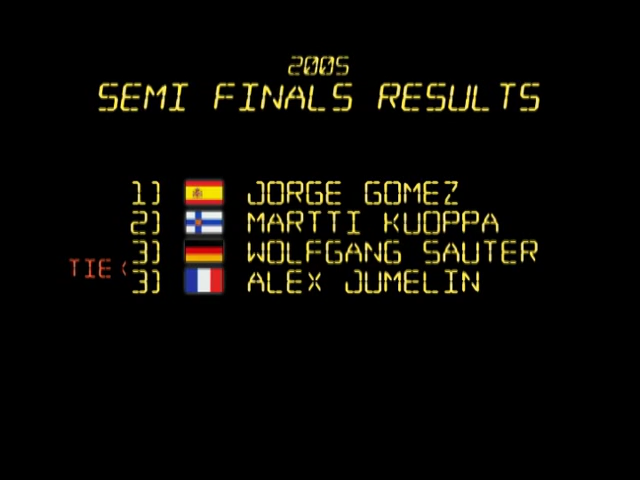 2005
SEMI FINALS RESULTS
1) JORGE GOMEZ
2) MARTTI KUOPPA
3) WOLFGANG SAUTER
TIE < 3) ALEX JUMELIN